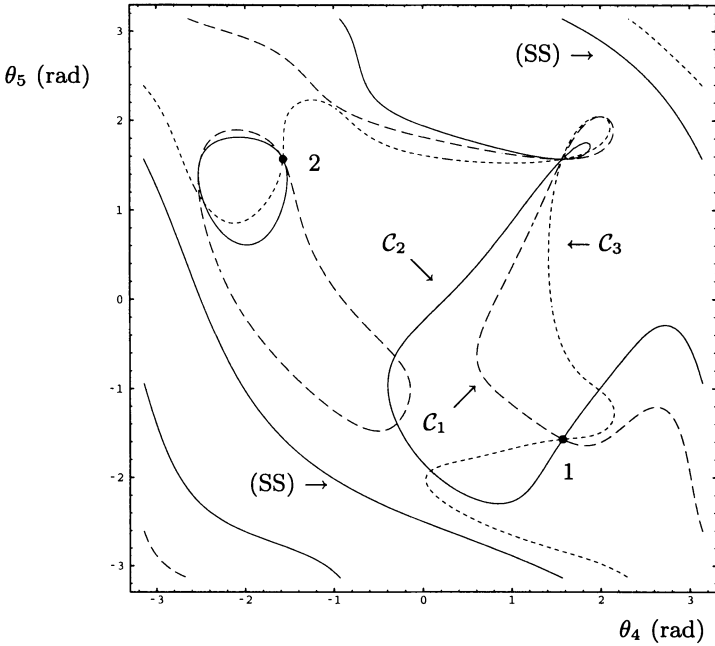 3
(SS) →
θ₅ (rad)
2
2
1
C₂
← C₃
0
-1
C₁
1
-2
(SS) →
-3
-3 -2 -1 0 1 2 3
θ₄ (rad)